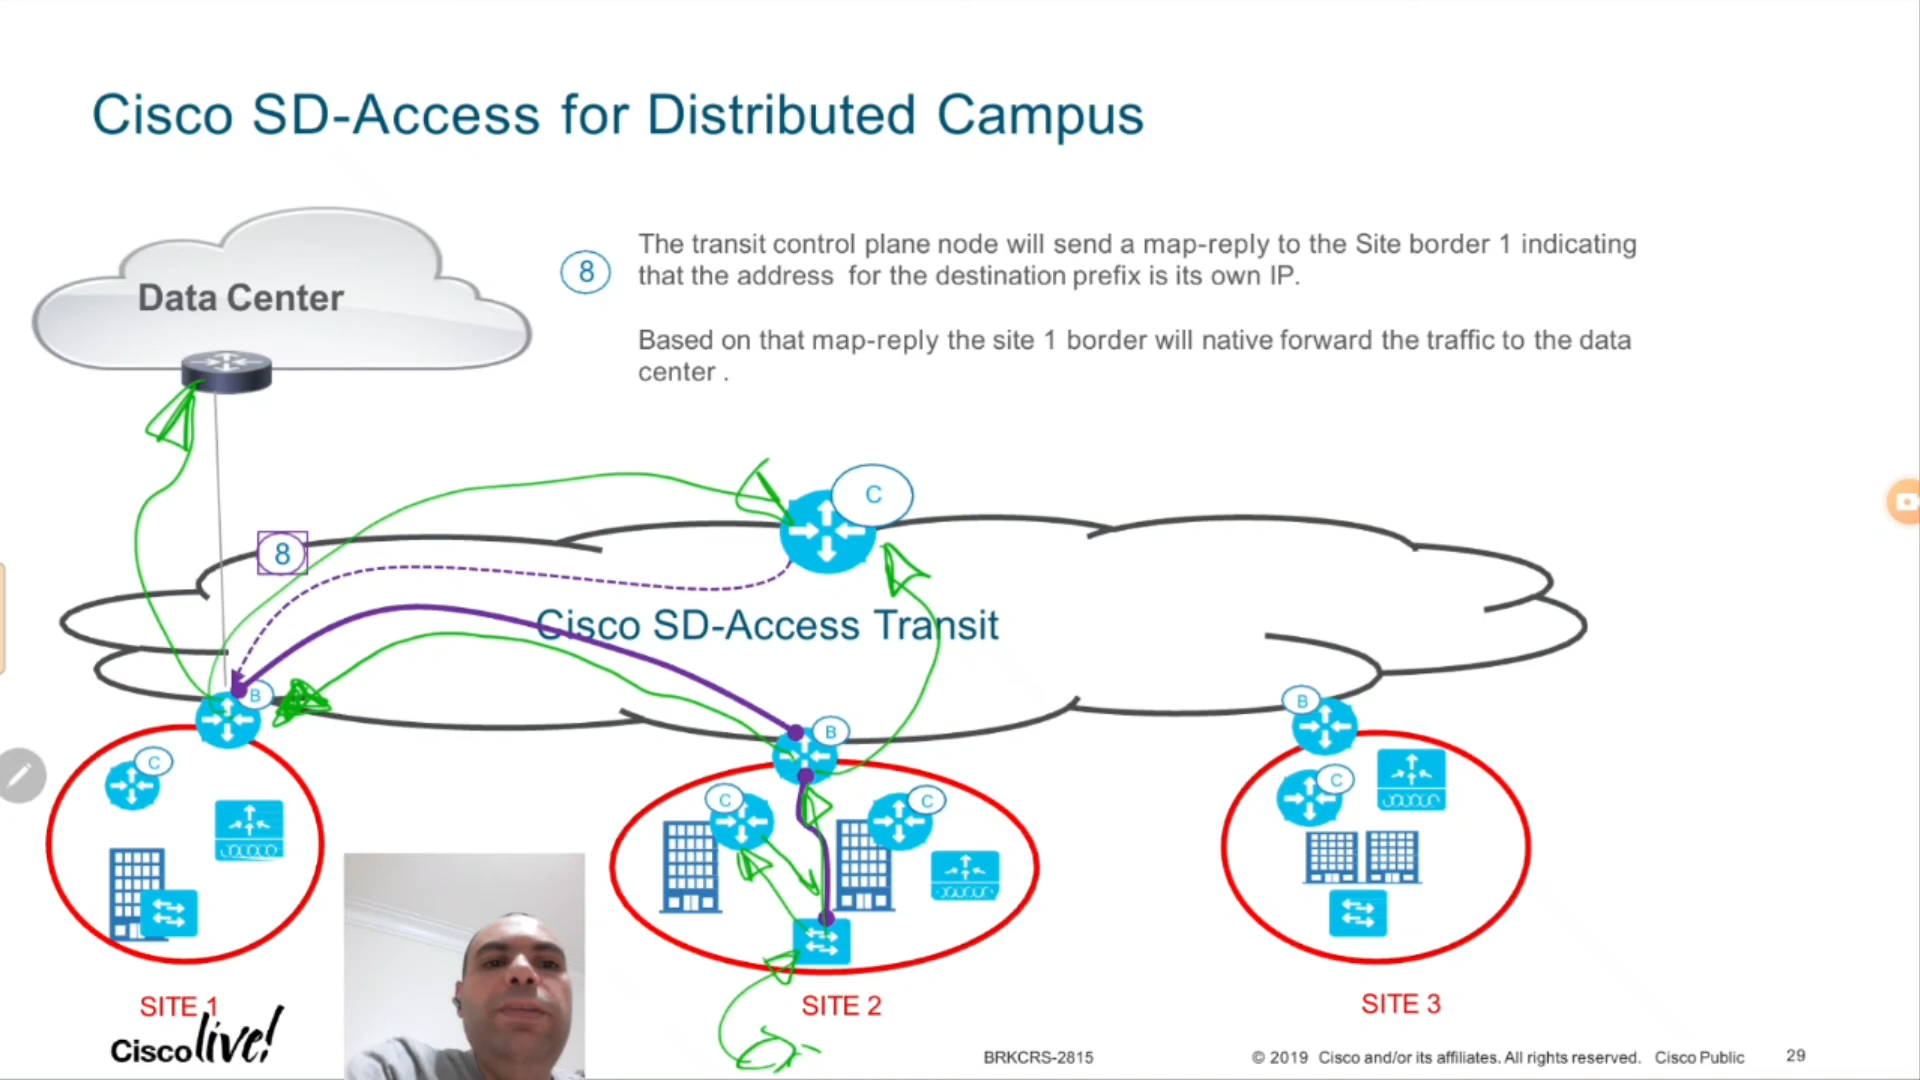 Cisco SD-Access for Distributed Campus
Data Center
8
The transit control plane node will send a map-reply to the Site border 1 indicating
that the address for the destination prefix is its own IP.
Based on that map-reply the site 1 border will native forward the traffic to the data
center .
C
8
Cisco SD-Access Transit
B
B
B
C
C
C
C
SITE 1
SITE 2
SITE 3
Cisco live!
BRKCRS-2815
© 2019 Cisco and/or its affiliates. All rights reserved. Cisco Public
29